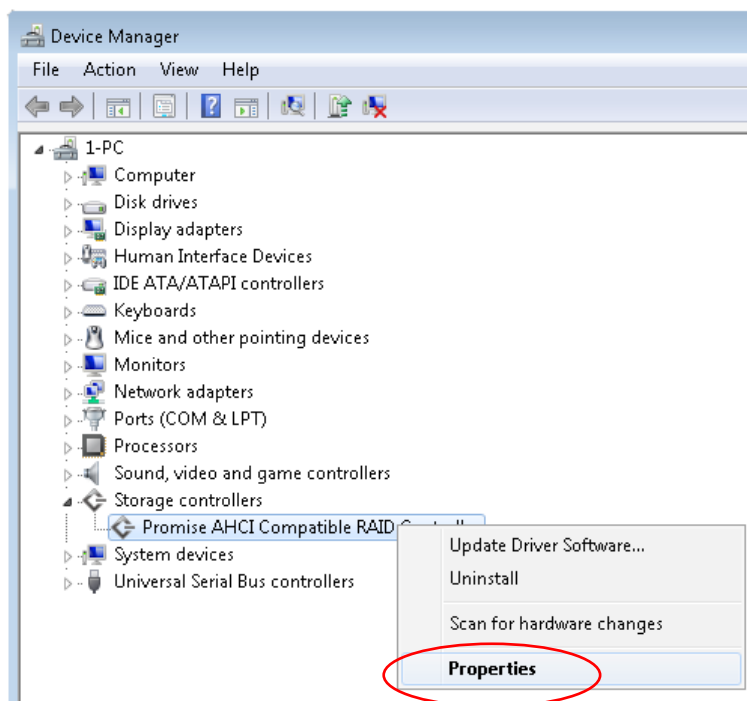 Device Manager
File Action View Help
1-PC
Computer
Disk drives
Display adapters
Human Interface Devices
IDE ATA/ATAPI controllers
Keyboards
Mice and other pointing devices
Monitors
Network adapters
Ports (COM & LPT)
Processors
Sound, video and game controllers
Storage controllers
Promise AHCI Compatible RAID
Update Driver Software...
System devices
Uninstall
Universal Serial Bus controllers
Scan for hardware changes
Properties